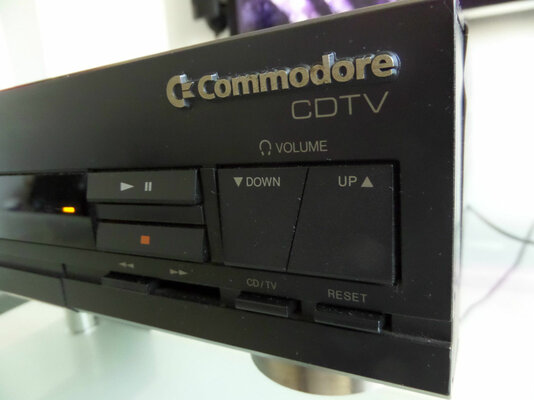 Commodore
CDTV
VOLUME
▼ DOWN
UP ▲
CD/TV
RESET